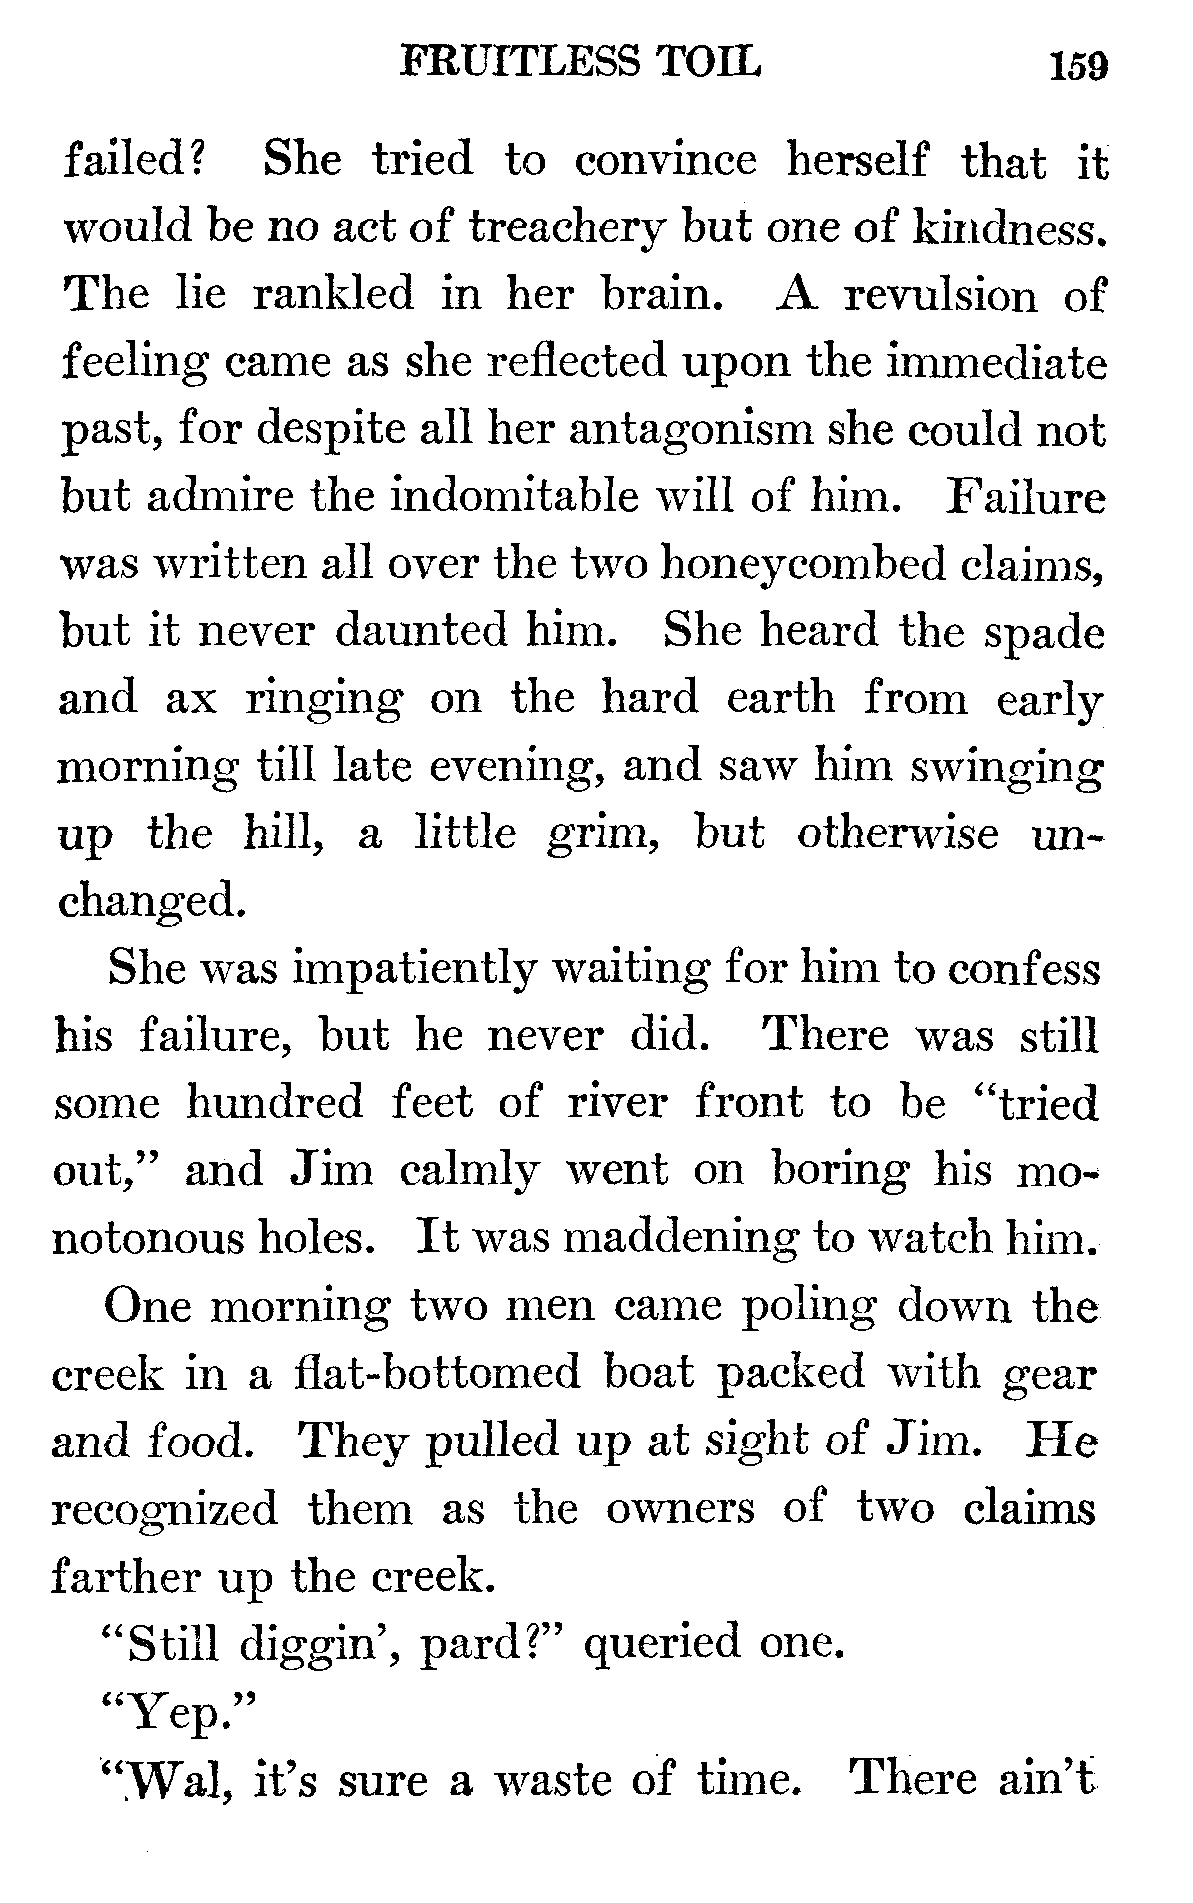 FRUITLESS TOIL 159
failed? She tried to convince herself that it
would be no act of treachery but one of kindness.
The lie rankled in her brain. A revulsion of
feeling came as she reflected upon the immediate
past, for despite all her antagonism she could not
but admire the indomitable will of him. Failure
was written all over the two honeycombed claims,
but it never daunted him. She heard the spade
and ax ringing on the hard earth from early
morning till late evening, and saw him swinging
up the hill, a little grim, but otherwise un-
changed.
She was impatiently waiting for him to confess
his failure, but he never did. There was still
some hundred feet of river front to be “tried
out,” and Jim calmly went on boring his mo-
notonous holes. It was maddening to watch him.
One morning two men came poling down the
creek in a flat-bottomed boat packed with gear
and food. They pulled up at sight of Jim. He
recognized them as the owners of two claims
farther up the creek.
“Still diggin’, pard?” queried one.
“Yep.”
“Wal, it’s sure a waste of time. There ain’t